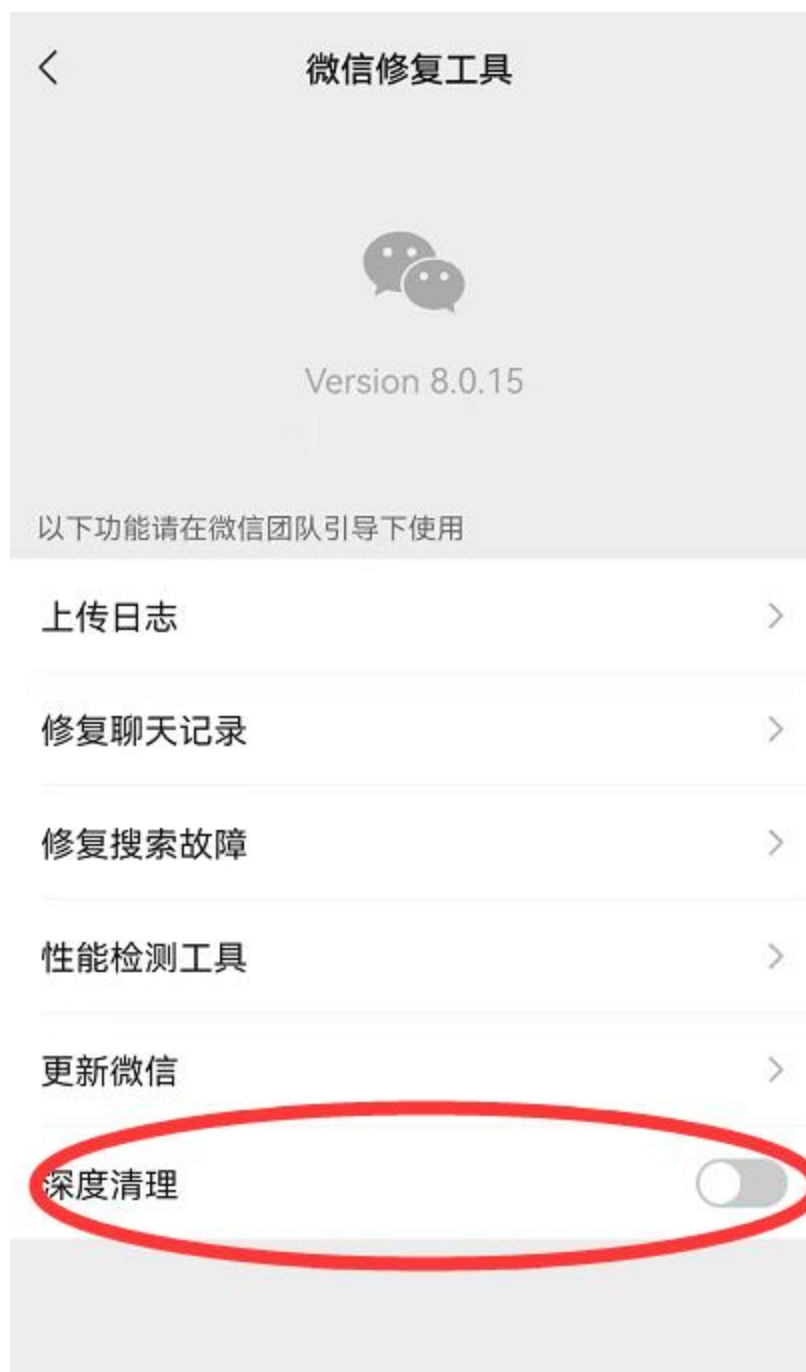 微信修复工具
Version 8.0.15
以下功能请在微信团队引导下使用
上传日志
修复聊天记录
修复搜索故障
性能检测工具
更新微信
深度清理